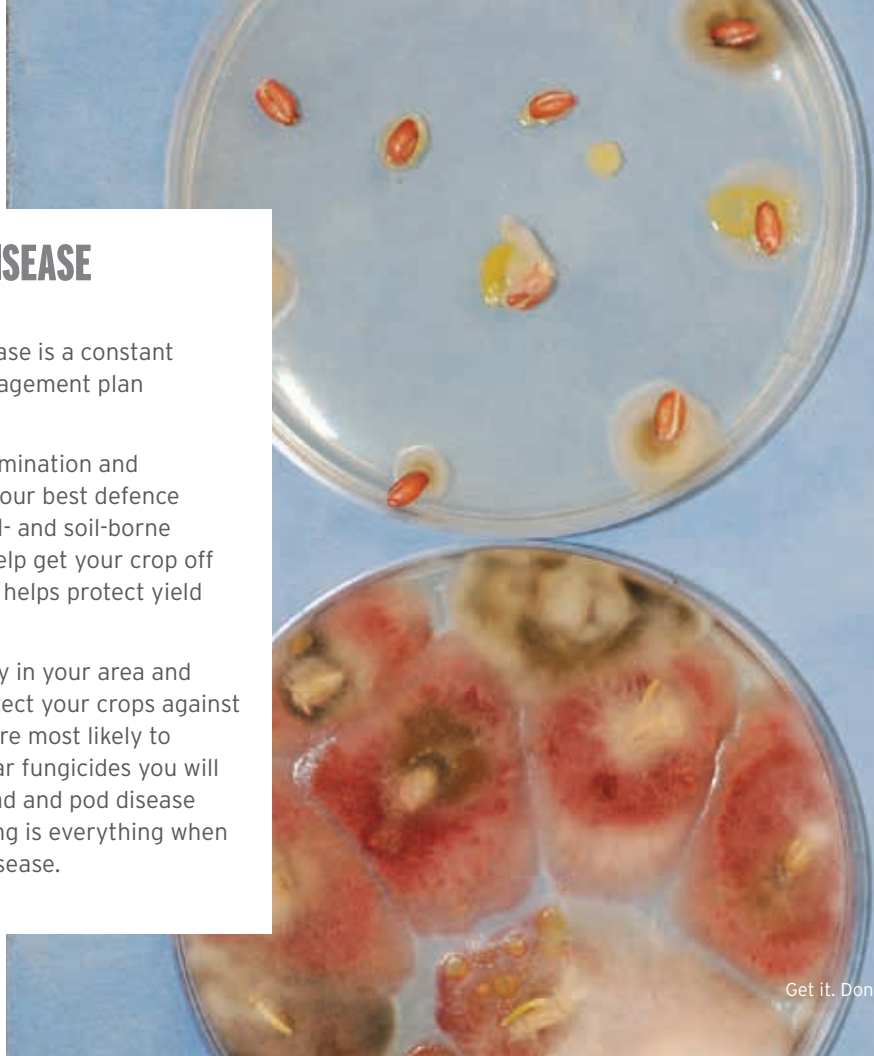 ISEASE
ase is a constant
agement plan
mination and
our best defence
d- and soil-borne
elp get your crop off
helps protect yield
y in your area and
tect your crops against
re most likely to
ar fungicides you will
ad and pod disease
ng is everything when
sease.
Get it. Don